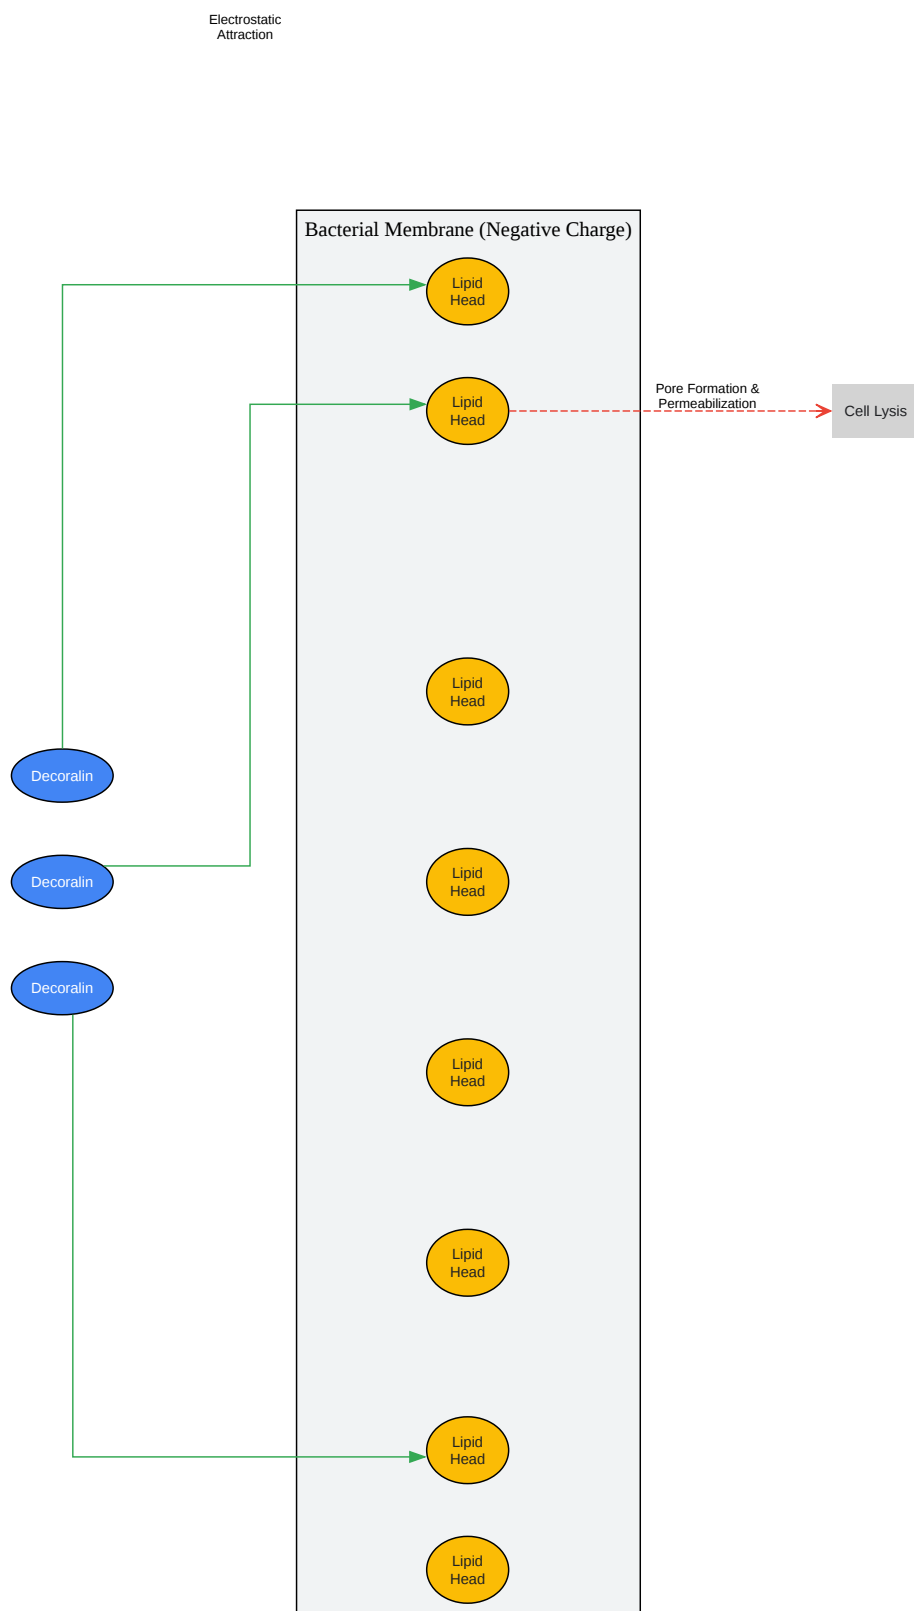 Electrostatic
Attraction
Bacterial Membrane (Negative Charge)
Lipid
Head
Lipid
Head
Pore Formation &
Permeabilization
Cell Lysis
Lipid
Head
Decoralin
Lipid
Head
Decoralin
Decoralin
Lipid
Head
Lipid
Head
Lipid
Head
Lipid
Head